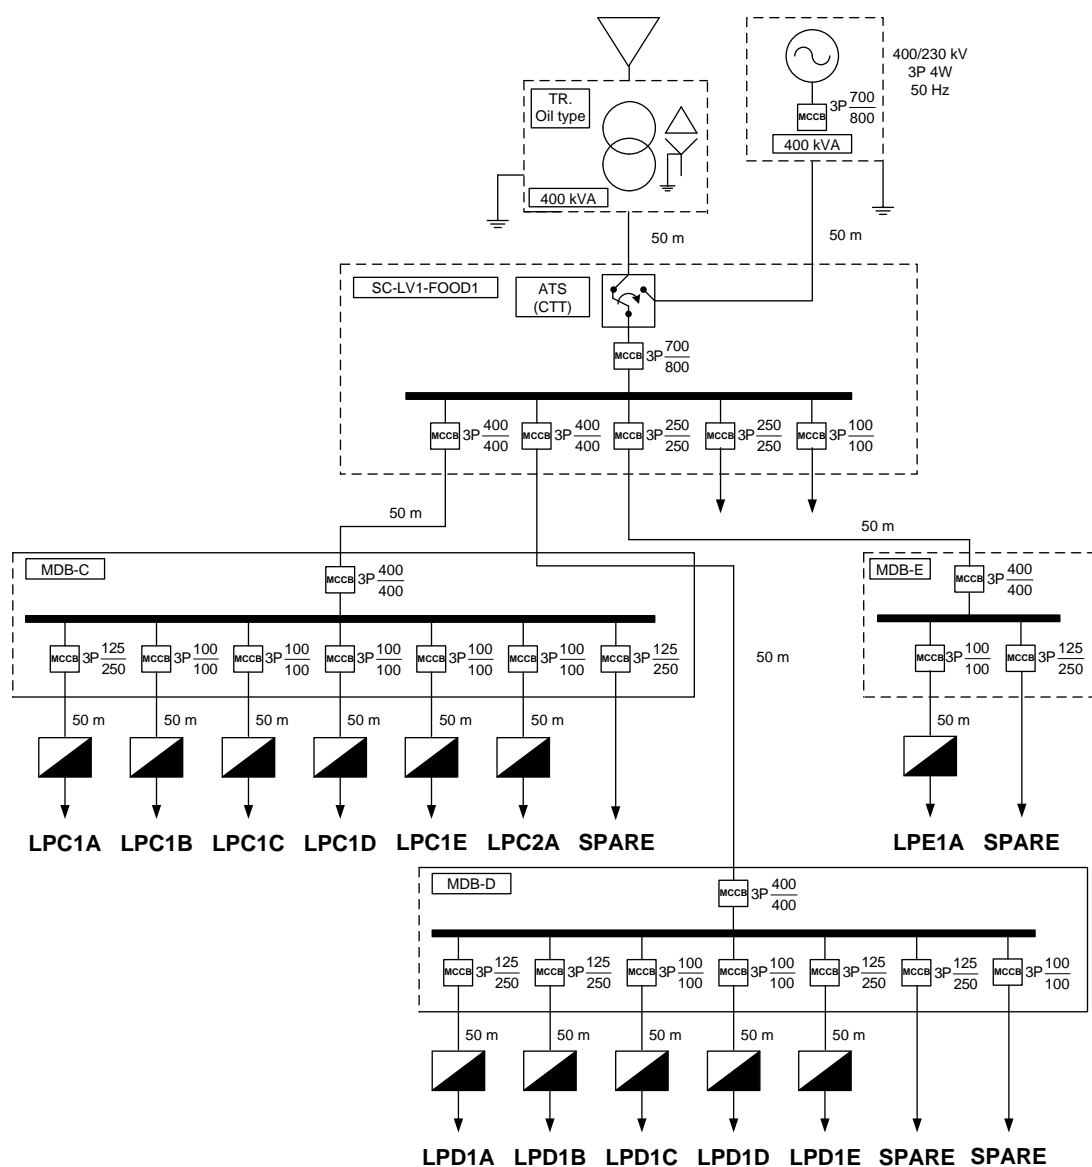 400/230 kV
3P 4W
50 Hz
TR.
Oil type
400 kVA
MCCB 3P 700
800
400 kVA
50 m
50 m
SC-LV1-FOOD1
ATS
(CTT)
MCCB 3P 700
800
MCCB 3P 400
400
MCCB 3P 400
400
MCCB 3P 250
250
MCCB 3P 250
250
MCCB 3P 100
100
50 m
50 m
MDB-C
MCCB 3P 400
400
MCCB 3P 125
250
MCCB 3P 100
100
MCCB 3P 100
100
MCCB 3P 100
100
MCCB 3P 100
100
MCCB 3P 100
100
MCCB 3P 125
250
50 m
50 m
50 m
50 m
50 m
50 m
LPC1A
LPC1B
LPC1C
LPC1D
LPC1E
LPC2A
SPARE
50 m
MDB-E
MCCB 3P 400
400
MCCB 3P 100
100
MCCB 3P 125
250
50 m
LPE1A
SPARE
MDB-D
MCCB 3P 400
400
MCCB 3P 125
250
MCCB 3P 125
250
MCCB 3P 100
100
MCCB 3P 100
100
MCCB 3P 125
250
MCCB 3P 125
250
MCCB 3P 100
100
50 m
50 m
50 m
50 m
50 m
LPD1A
LPD1B
LPD1C
LPD1D
LPD1E
SPARE
SPARE